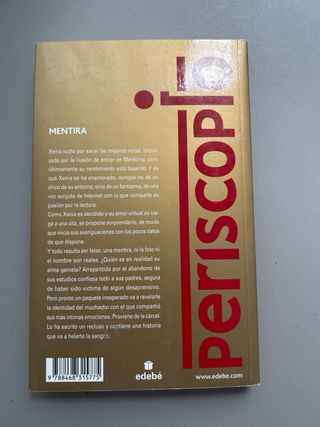 MENTIRA
Xenia lucha por sacar las mejores notas, impul-
sada por la ilusión de entrar en Medicina, pero
últimamente su rendimiento está bajando. Y es
que Xenia se ha enamorado, aunque no de un
chico de su entorno, sino de un fantasma, de una
voz surgida de Internet con la que comparte su
pasión por la lectura.
Como Xenia es decidida y su amor virtual se nie-
ga a una cita, se propone sorprenderlo, de modo
que inicia sus averiguaciones con los pocos datos
de que dispone.
Y todo resulta ser falso, una mentira, ni la foto ni
el nombre son reales. ¿Quién es en realidad su
alma gemela? Arrepentida por el abandono de
sus estudios confiesa todo a sus padres, segura
de haber sido víctima de algún desaprensivo.
Pero pronto un paquete inesperado va a revelarle
la identidad del muchacho con el que compartió
sus más íntimas emociones. Proviene de la cárcel.
Lo ha escrito un recluso y contiene una historia
que va a helarte la sangre.
periscopio
9 788468 315775
edebé
www.edebe.com